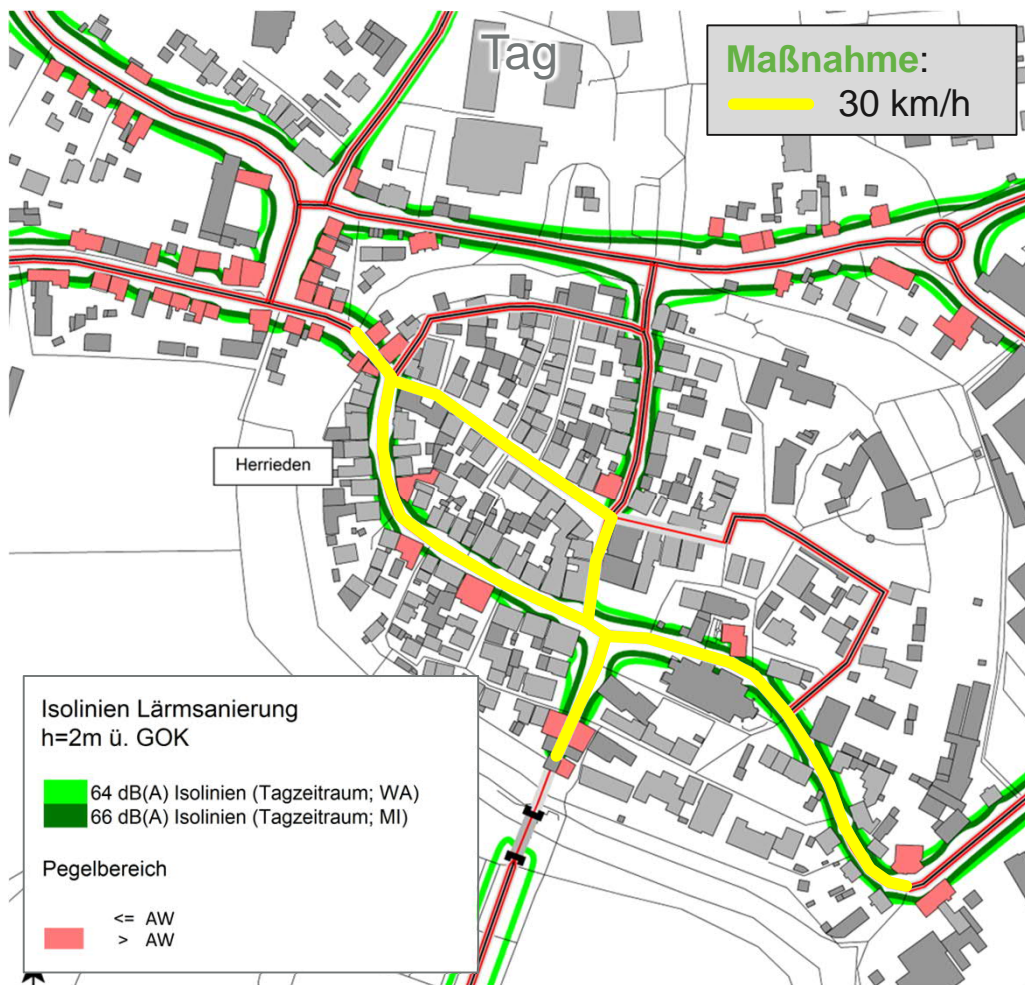 Tag
Maßnahme:
30 km/h
Herrieden
Isolinien Lärmsanierung
h=2m ü. GOK
64 dB(A) Isolinien (Tagzeitraum; WA)
66 dB(A) Isolinien (Tagzeitraum; MI)
Pegelbereich
<= AW
> AW